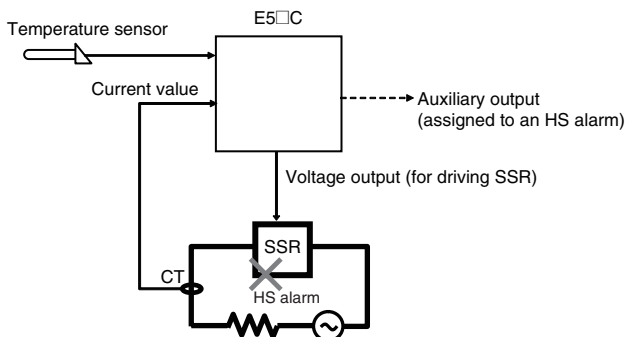 E5□C
Temperature sensor
Current value
Auxiliary output
(assigned to an HS alarm)
Voltage output (for driving SSR)
SSR
CT
HS alarm